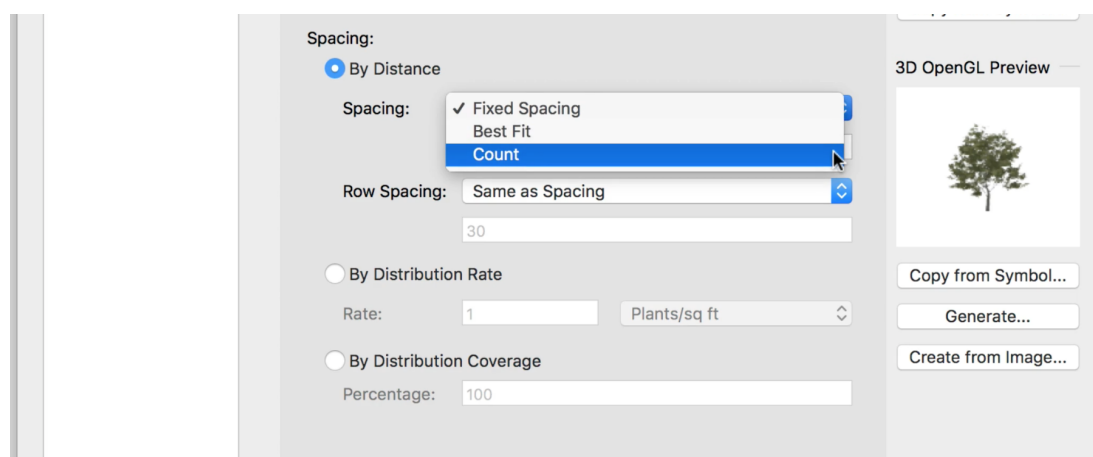 Spacing:
By Distance
Spacing:
✓ Fixed Spacing
Best Fit
Count
Row Spacing: Same as Spacing
30
By Distribution Rate
Rate: 1 Plants/sq ft
By Distribution Coverage
Percentage: 100
3D OpenGL Preview
Copy from Symbol...
Generate...
Create from Image...